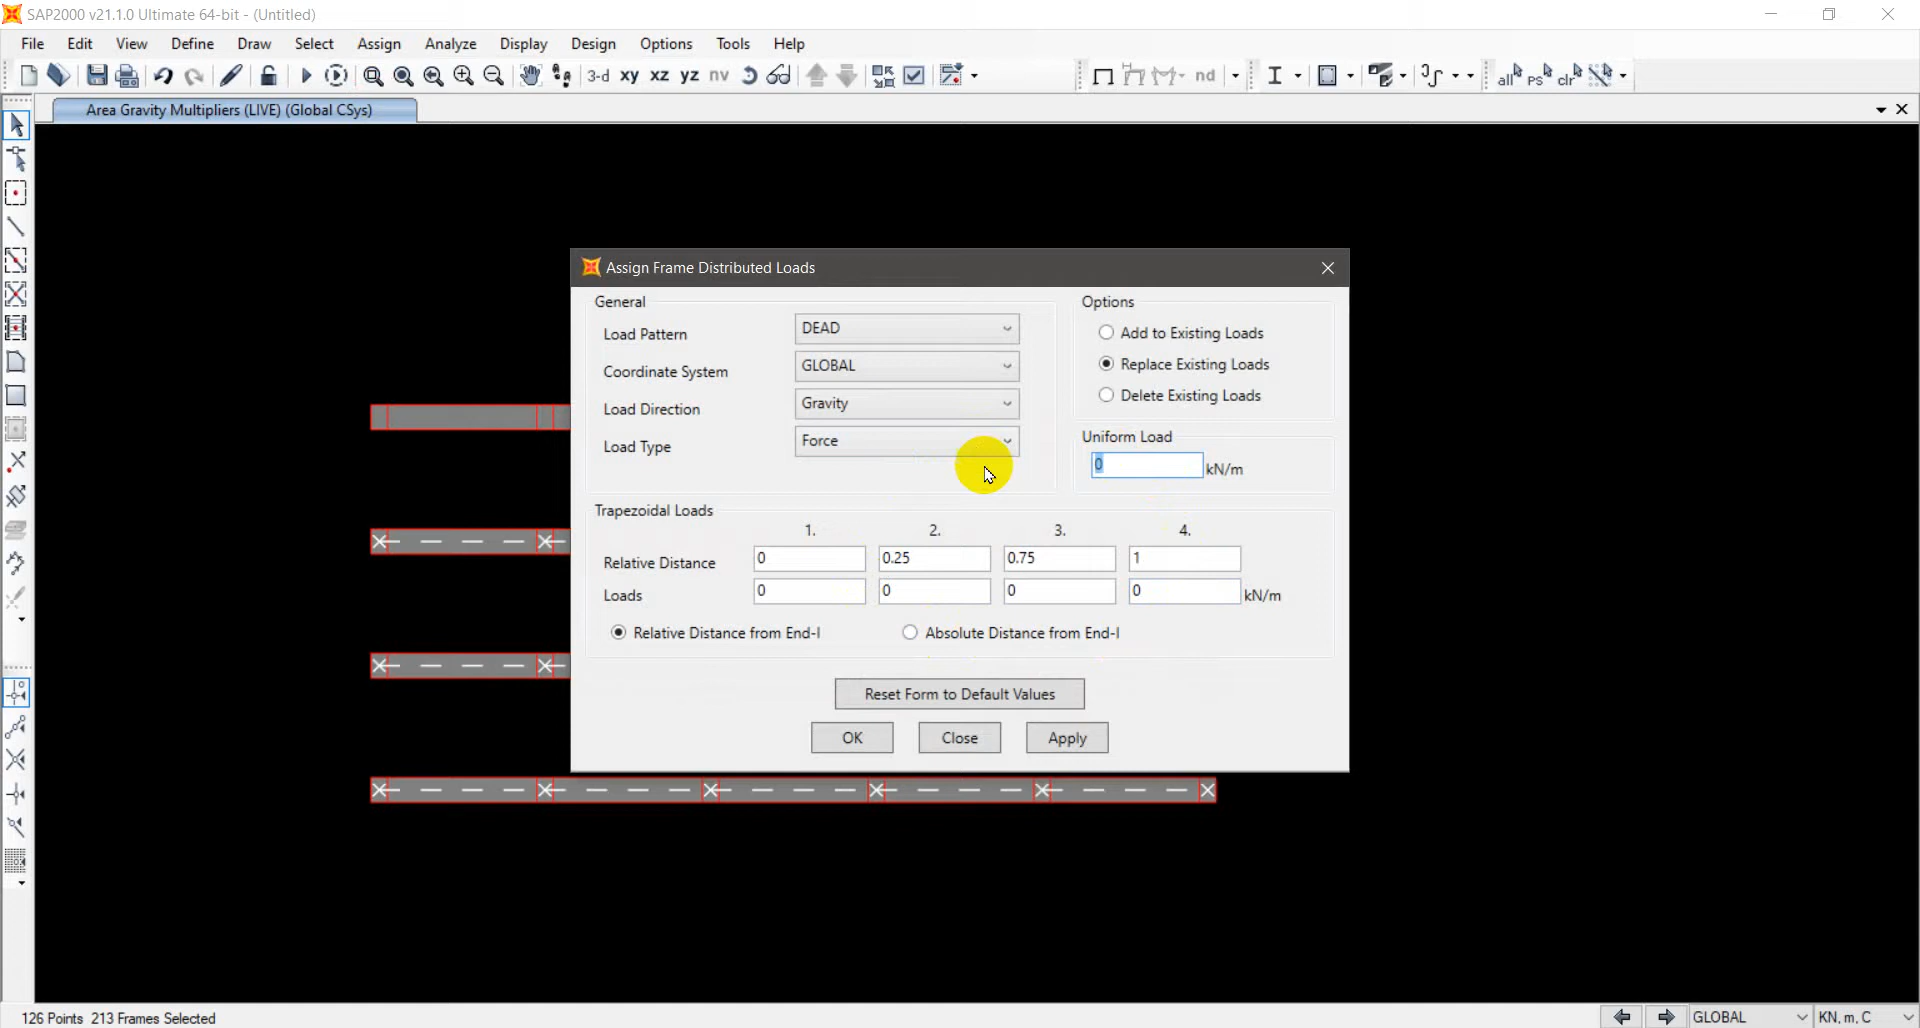 SAP2000 v21.1.0 Ultimate 64-bit - (Untitled)
File Edit View Define Draw Select Assign Analyze Display Design Options Tools Help
3-d xy xz yz nv nd all PS clr
Area Gravity Multipliers (LIVE) (Global CSys)
Assign Frame Distributed Loads
General
Load Pattern DEAD
Coordinate System GLOBAL
Load Direction Gravity
Load Type Force
Options
Add to Existing Loads
Replace Existing Loads
Delete Existing Loads
Uniform Load
0 kN/m
Trapezoidal Loads
1. 2. 3. 4.
Relative Distance 0 0.25 0.75 1
Loads 0 0 0 0 kN/m
Relative Distance from End-I Absolute Distance from End-I
Reset Form to Default Values
OK Close Apply
126 Points 213 Frames Selected GLOBAL KN, m, C